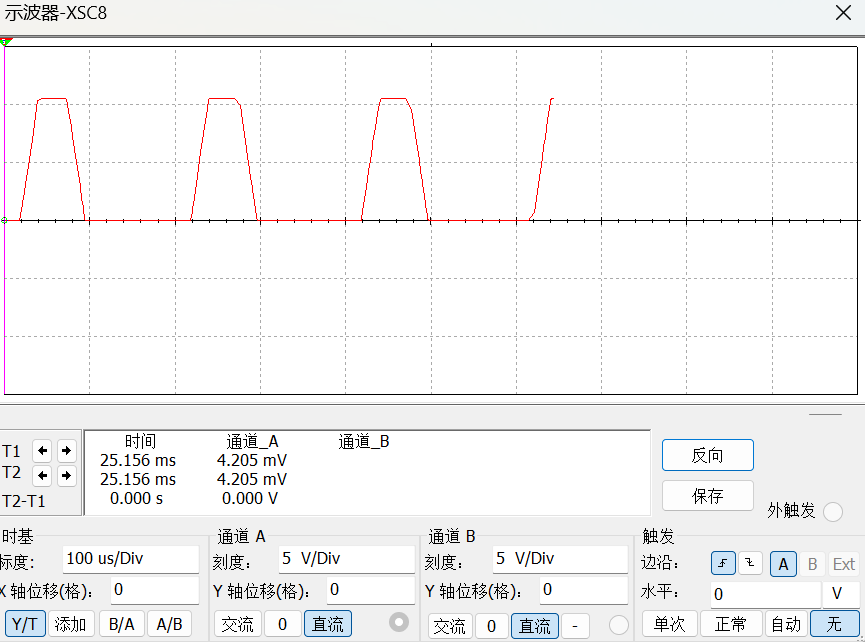 示波器-XSC8
时间 通道_A 通道_B
T1 25.156 ms 4.205 mV
T2 25.156 ms 4.205 mV
T2-T1 0.000 s 0.000 V
反向
保存
外触发
时基
标度: 100 us/Div
X 轴位移(格): 0
Y/T 添加 B/A A/B
通道 A
刻度: 5 V/Div
Y 轴位移(格): 0
交流 0 直流
通道 B
刻度: 5 V/Div
Y 轴位移(格): 0
交流 0 直流 -
触发
边沿: A B Ext
水平: 0 V
单次 正常 自动 无